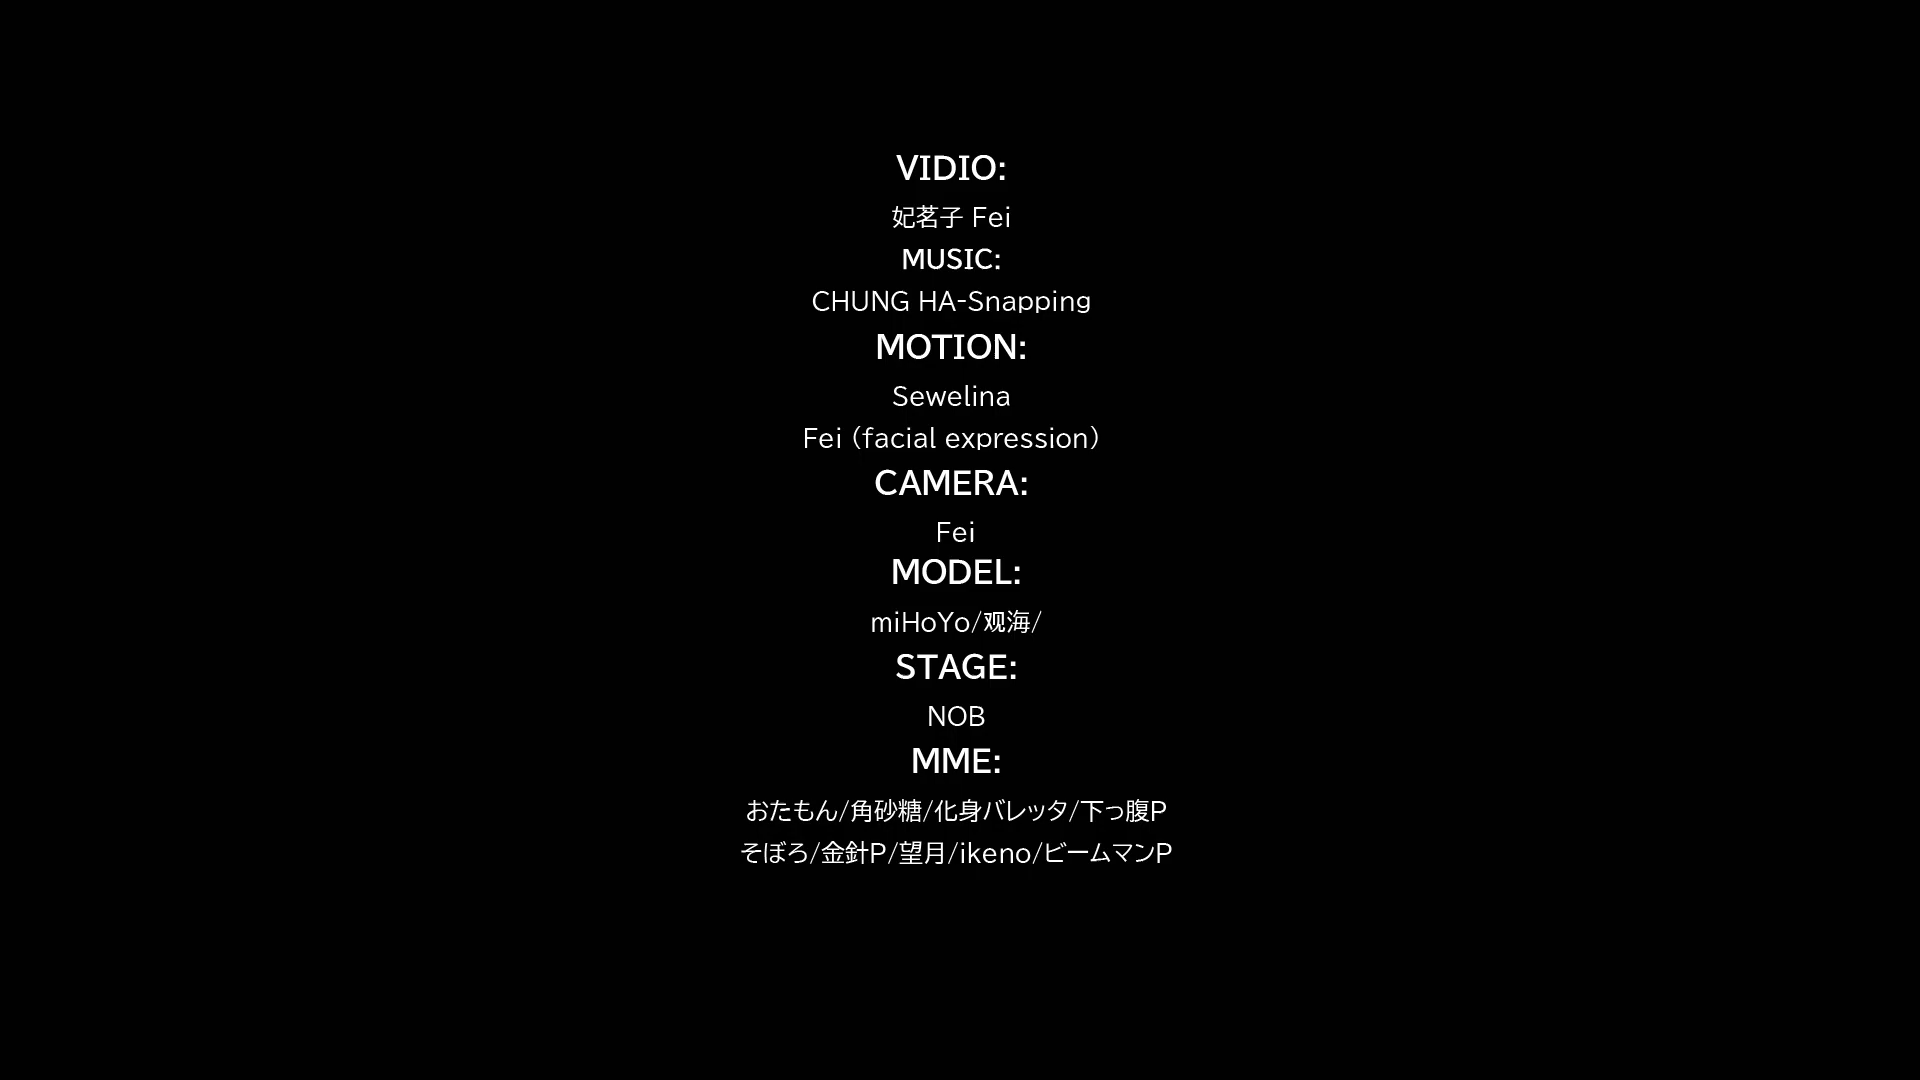 VIDIO:
妃茗子 Fei
MUSIC:
CHUNG HA-Snapping
MOTION:
Sewelina
Fei (facial expression)
CAMERA:
Fei
MODEL:
miHoYo/观海/
STAGE:
NOB
MME:
おたもん/角砂糖/化身バレッタ/下っ腹P
そぼろ/金針P/望月/ikeno/ビームマンP